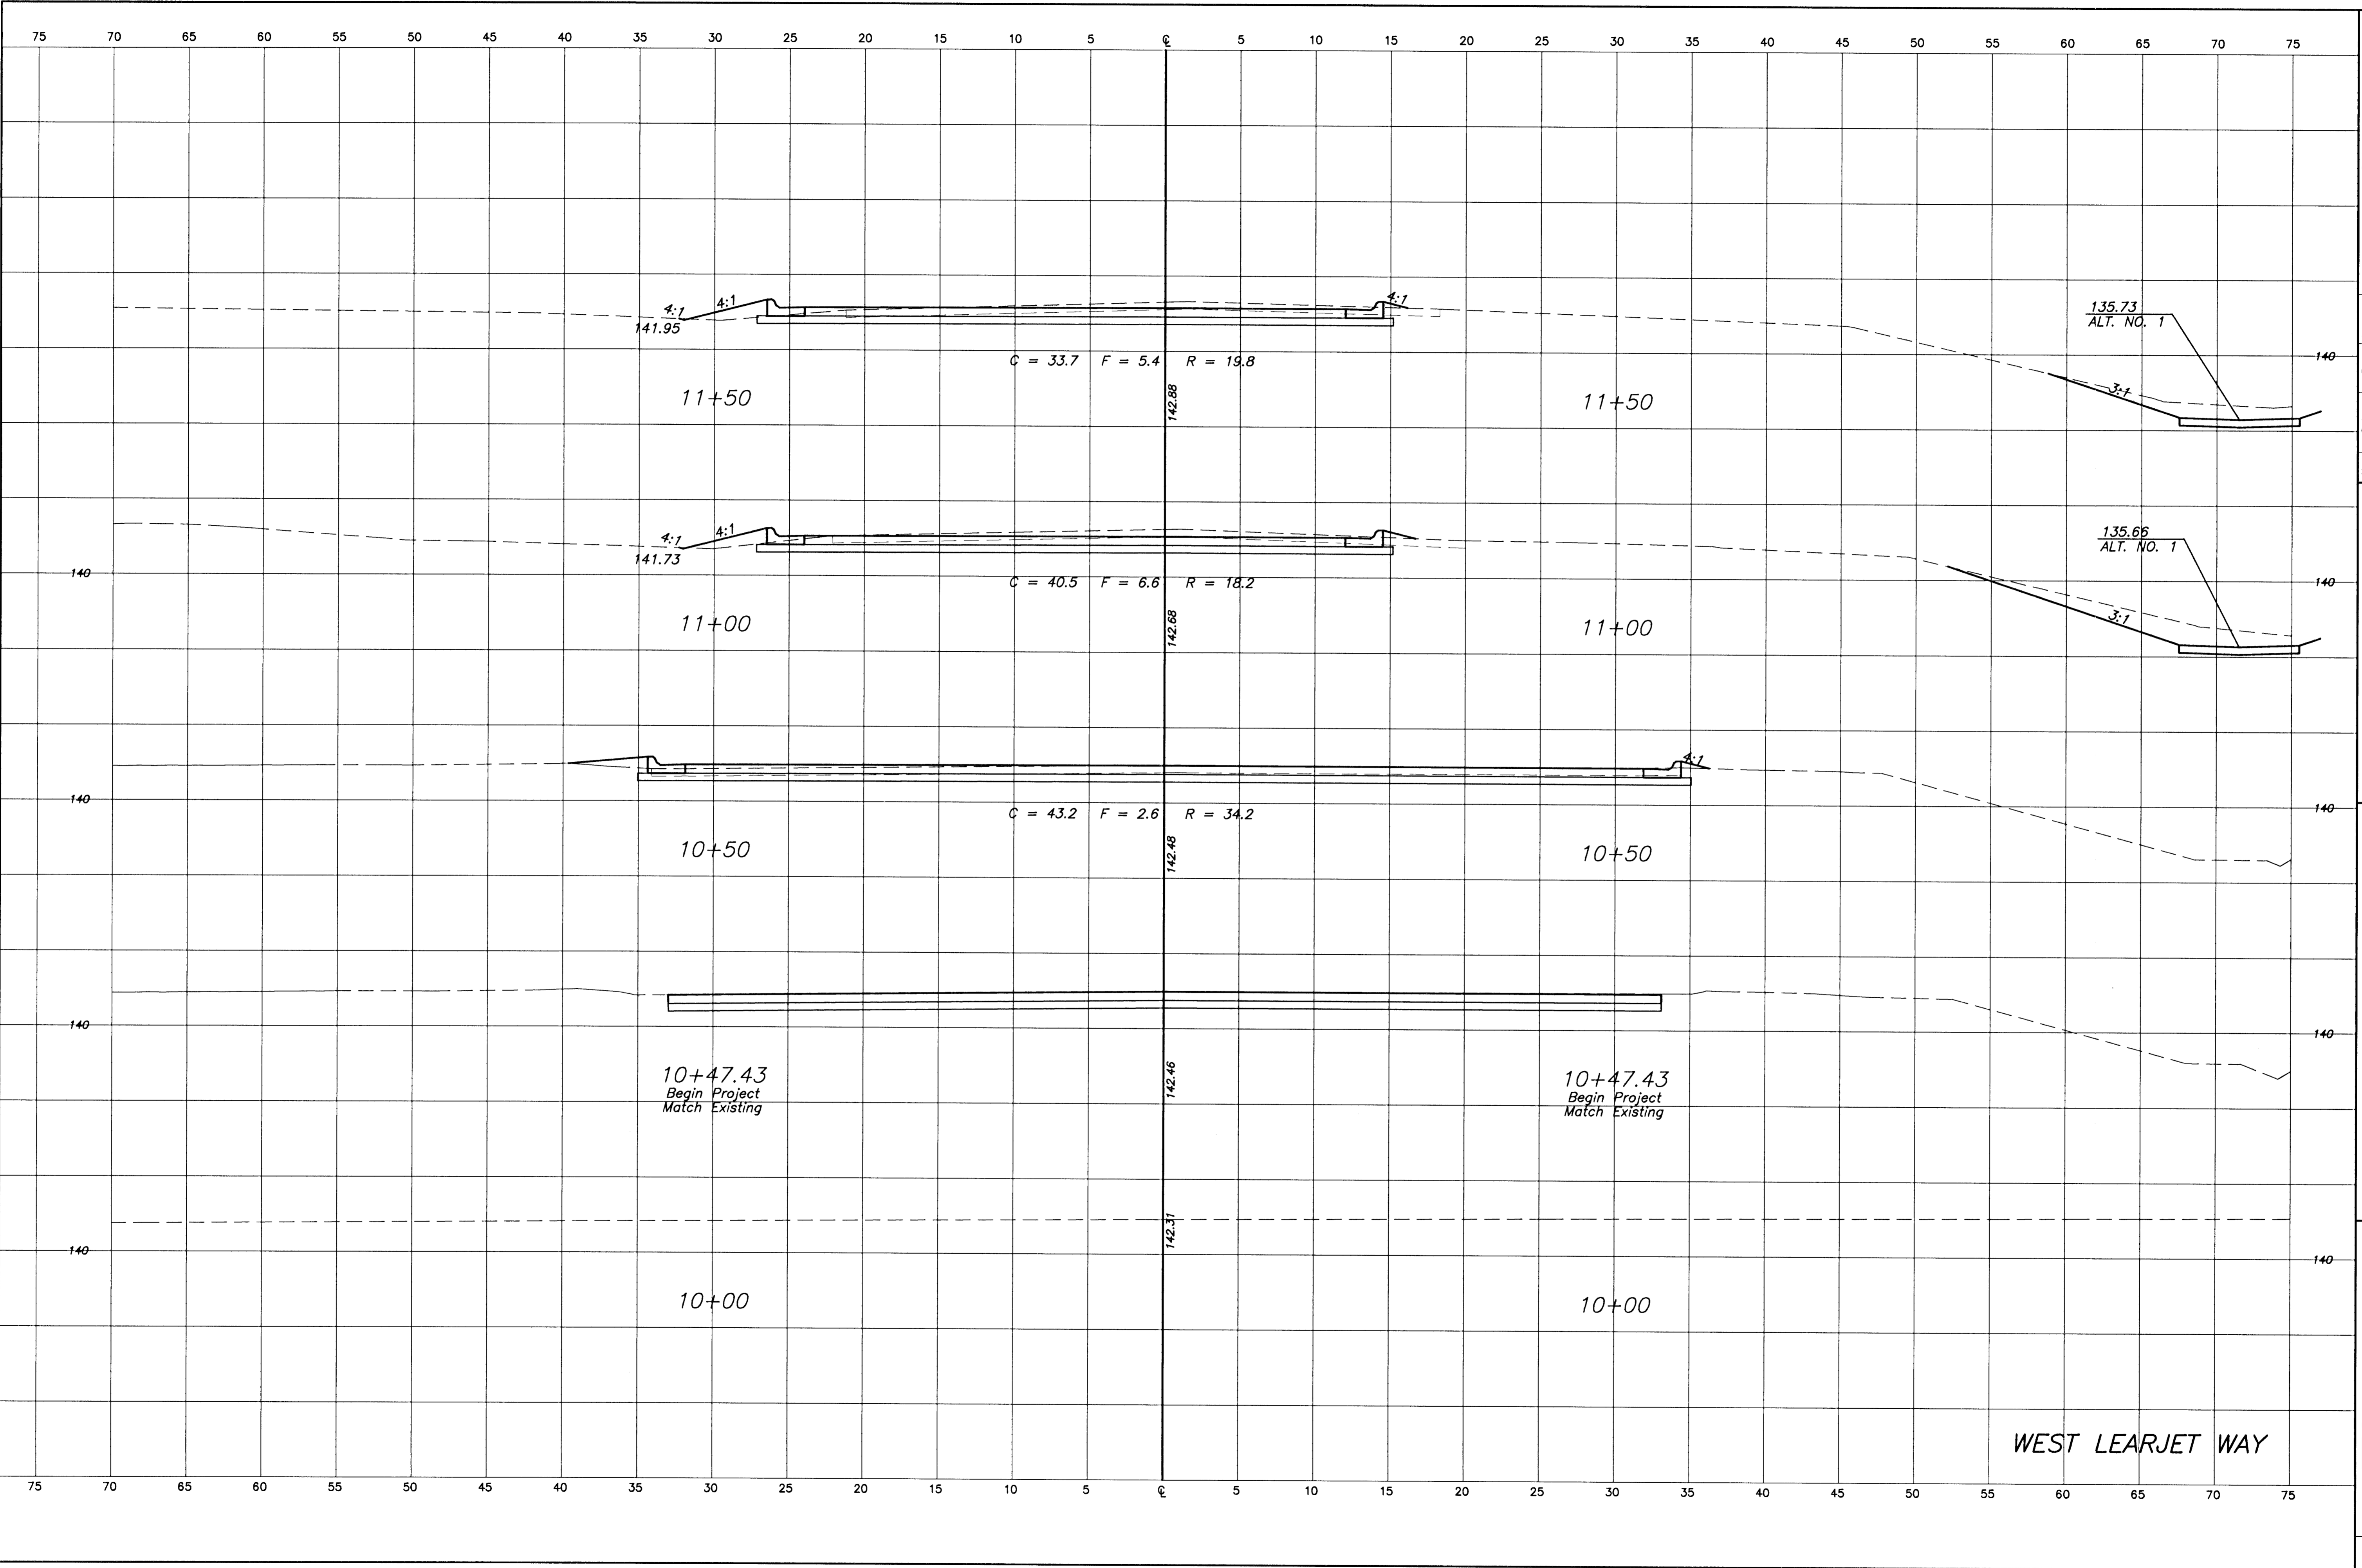 75 70 65 60 55 50 45 40 35 30 25 20 15 10 5 ℄ 5 10 15 20 25 30 35 40 45 50 55 60 65 70 75
4:1 4:1 4:1
141.95
135.73
ALT. NO. 1
C = 33.7 F = 5.4 R = 19.8
140
3:1
11+50 142.88 11+50
4:1 4:1
141.73
135.66
ALT. NO. 1
140 C = 40.5 F = 6.6 R = 18.2 140
3:1
11+00 142.68 11+00
4:1
140 140
C = 43.2 F = 2.6 R = 34.2
10+50 142.48 10+50
140 140
10+47.43 142.46 10+47.43
Begin Project Begin Project
Match Existing Match Existing
142.31
140 140
10+00 10+00
WEST LEARJET WAY
75 70 65 60 55 50 45 40 35 30 25 20 15 10 5 ℄ 5 10 15 20 25 30 35 40 45 50 55 60 65 70 75